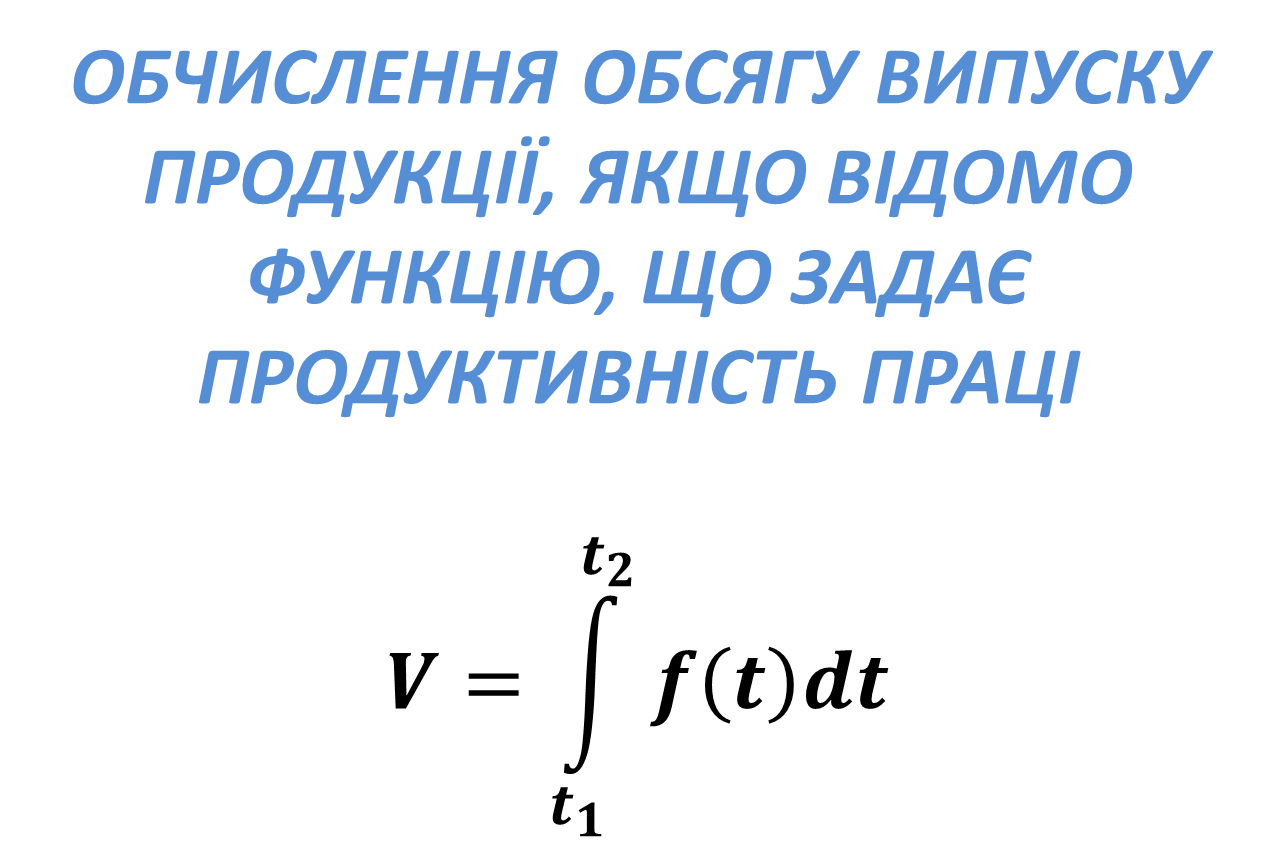 ОБЧИСЛЕННЯ ОБСЯГУ ВИПУСКУ
ПРОДУКЦІЇ, ЯКЩО ВІДОМО
ФУНКЦІЮ, ЩО ЗАДАЄ
ПРОДУКТИВНІСТЬ ПРАЦІ
V = ∫_{t₁}^{t₂} f(t)dt